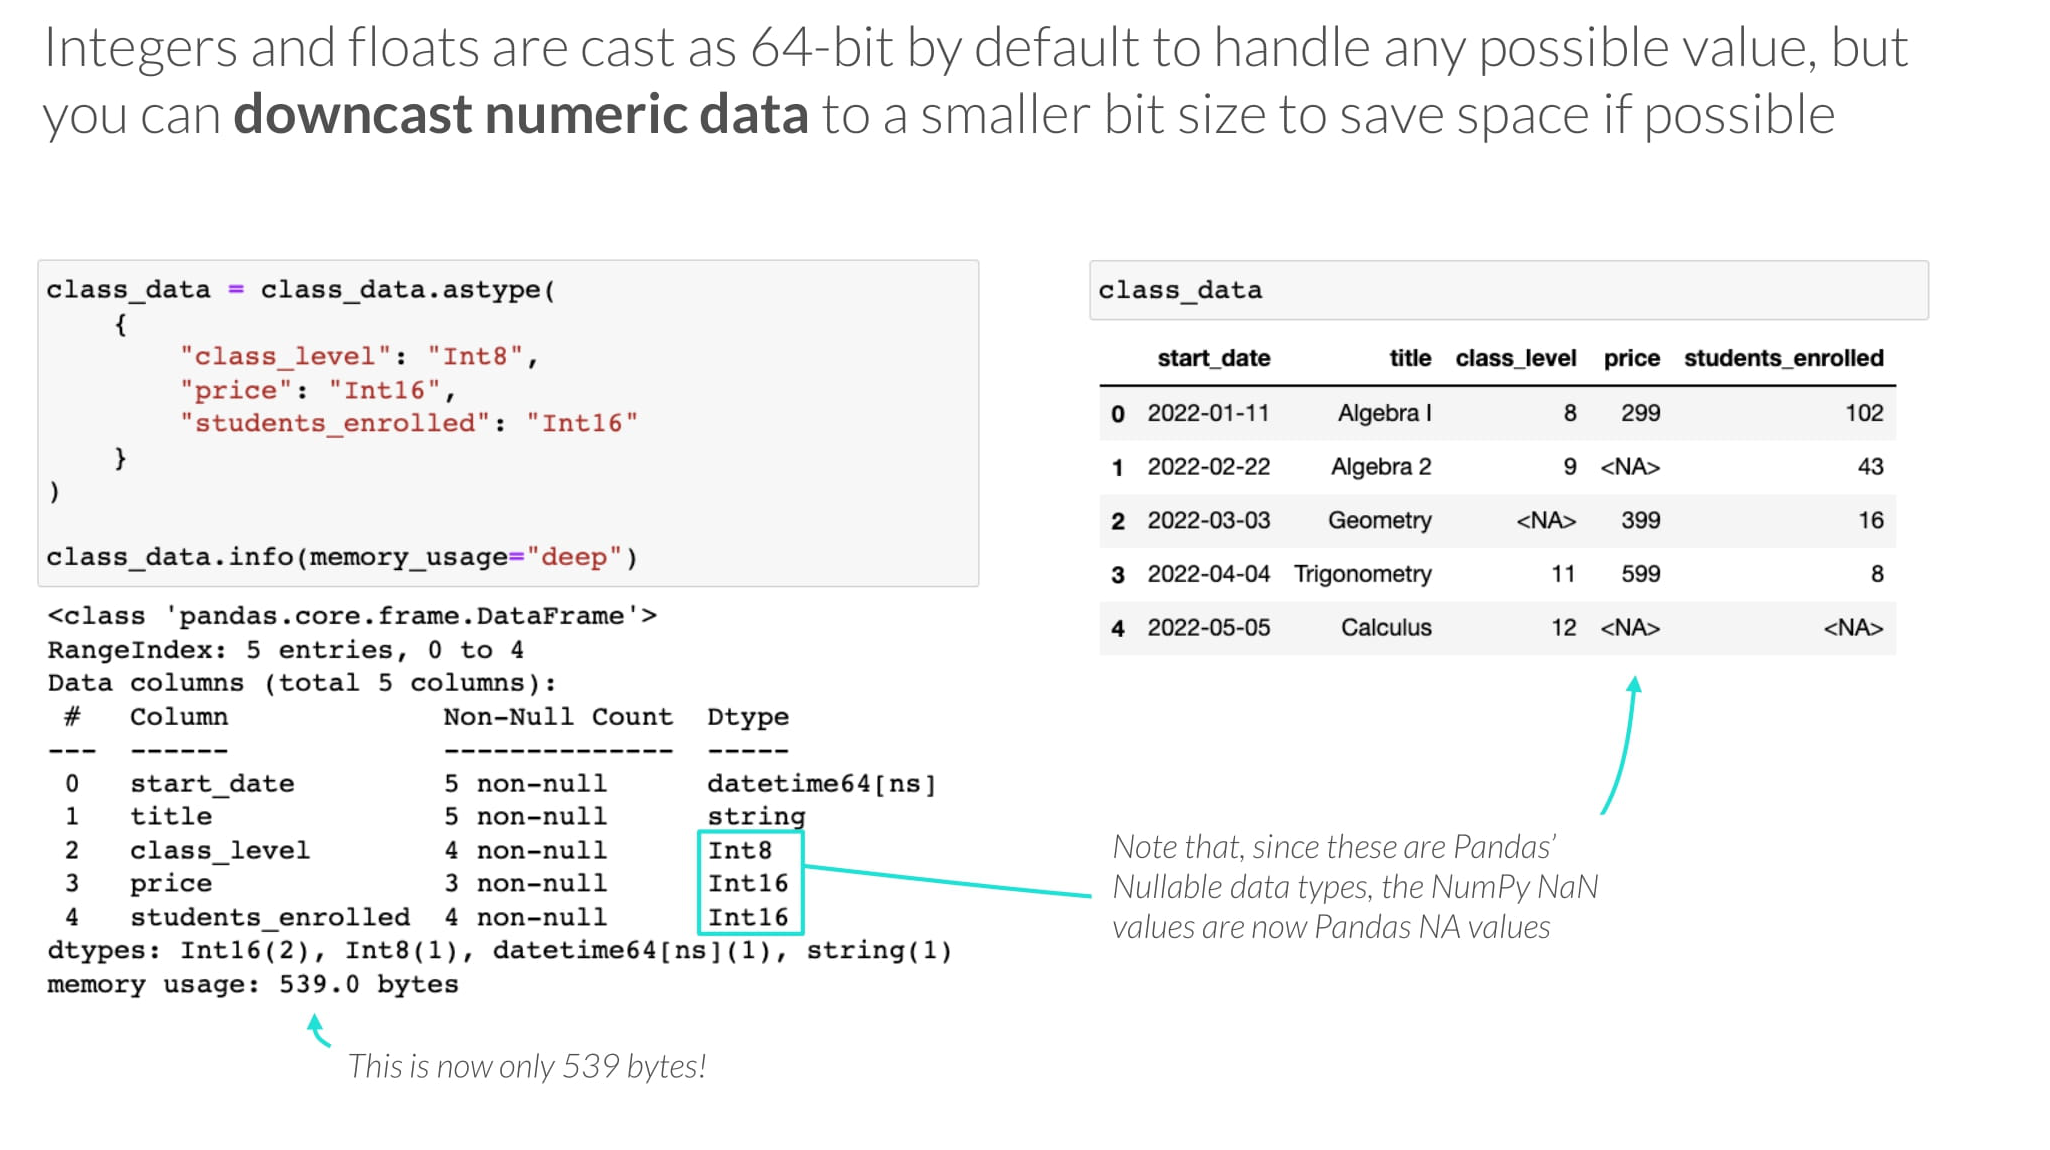 Integers and floats are cast as 64-bit by default to handle any possible value, but
you can downcast numeric data to a smaller bit size to save space if possible
class_data = class_data.astype(
{
"class_level": "Int8",
"price": "Int16",
"students_enrolled": "Int16"
}
)
class_data.info(memory_usage="deep")
<class 'pandas.core.frame.DataFrame'>
RangeIndex: 5 entries, 0 to 4
Data columns (total 5 columns):
# Column Non-Null Count Dtype
--- ------ -------------- -----
0 start_date 5 non-null datetime64[ns]
1 title 5 non-null string
2 class_level 4 non-null Int8
3 price 3 non-null Int16
4 students_enrolled 4 non-null Int16
dtypes: Int16(2), Int8(1), datetime64[ns](1), string(1)
memory usage: 539.0 bytes
This is now only 539 bytes!
class_data
start_date title class_level price students_enrolled
0 2022-01-11 Algebra I 8 299 102
1 2022-02-22 Algebra 2 9 <NA> 43
2 2022-03-03 Geometry <NA> 399 16
3 2022-04-04 Trigonometry 11 599 8
4 2022-05-05 Calculus 12 <NA> <NA>
Note that, since these are Pandas’
Nullable data types, the NumPy NaN
values are now Pandas NA values